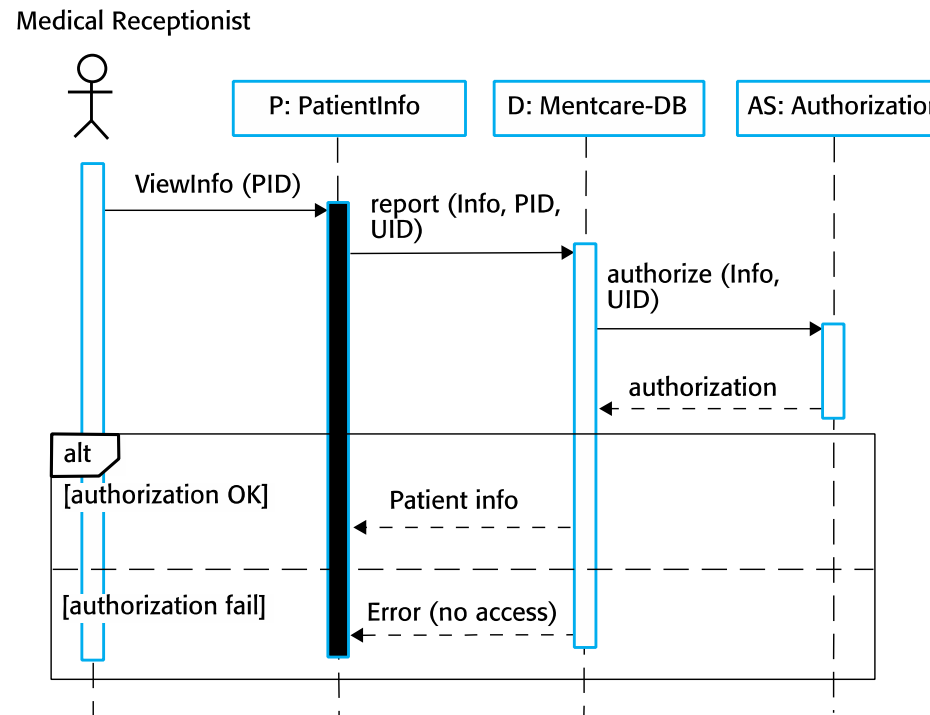 Medical Receptionist
P: PatientInfo
D: Mentcare-DB
AS: Authorization
ViewInfo (PID)
report (Info, PID,
UID)
authorize (Info,
UID)
authorization
alt
[authorization OK]
Patient info
[authorization fail]
Error (no access)